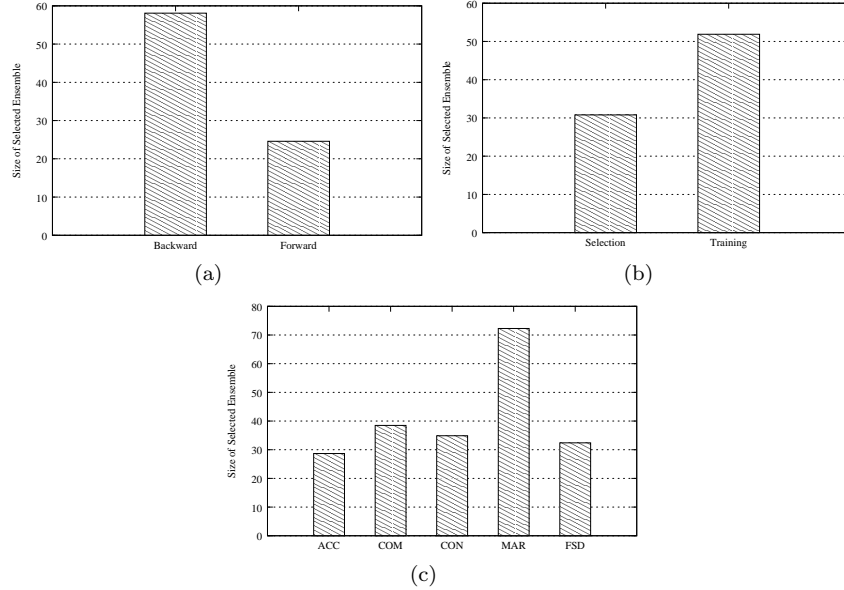 60
50
40
30
20
10
0
Size of Selected Ensemble
Backward Forward
(a)
60
50
40
30
20
10
0
Size of Selected Ensemble
Selection Training
(b)
80
70
60
50
40
30
20
10
0
Size of Selected Ensemble
ACC COM CON MAR FSD
(c)